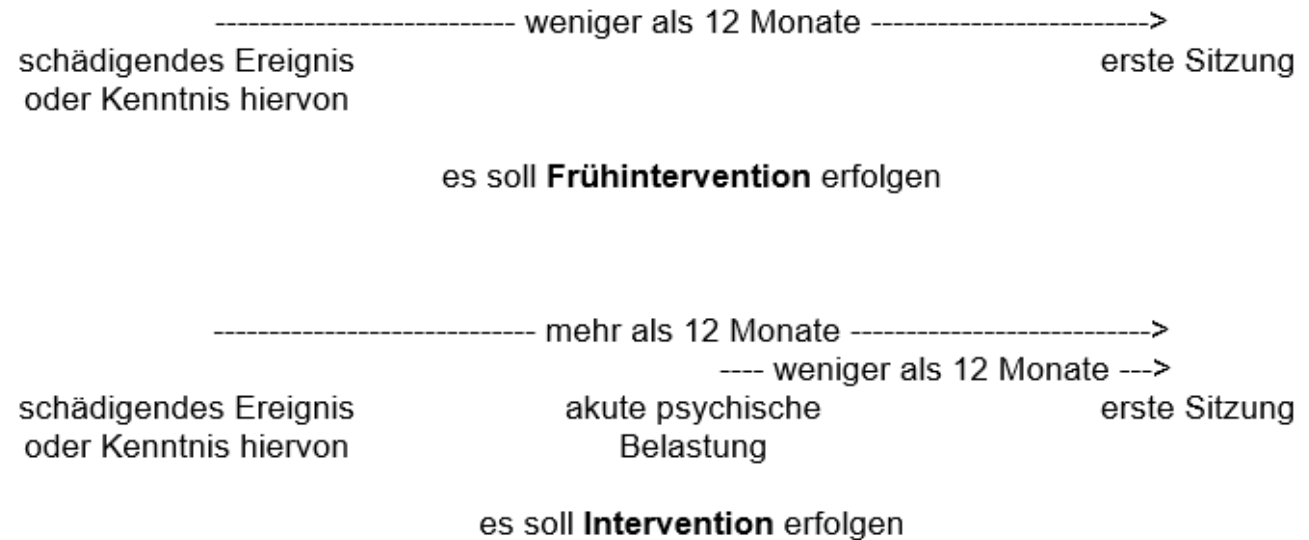 --------------------------- weniger als 12 Monate ------------------------->
schädigendes Ereignis erste Sitzung
oder Kenntnis hiervon
es soll Frühintervention erfolgen
----------------------------- mehr als 12 Monate --------------------------->
---- weniger als 12 Monate --->
schädigendes Ereignis akute psychische erste Sitzung
oder Kenntnis hiervon Belastung
es soll Intervention erfolgen